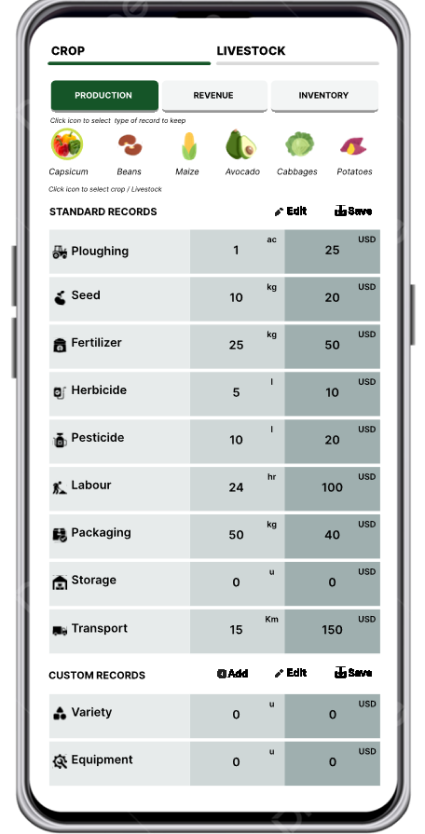 CROP LIVESTOCK
PRODUCTION REVENUE INVENTORY
Click icon to select type of record to keep
Capsicum Beans Maize Avocado Cabbages Potatoes
Click icon to select crop / Livestock
STANDARD RECORDS Edit Save
Ploughing 1 ac 25 USD
Seed 10 kg 20 USD
Fertilizer 25 kg 50 USD
Herbicide 5 l 10 USD
Pesticide 10 l 20 USD
Labour 24 hr 100 USD
Packaging 50 kg 40 USD
Storage 0 u 0 USD
Transport 15 Km 150 USD
CUSTOM RECORDS Add Edit Save
Variety 0 u 0 USD
Equipment 0 u 0 USD